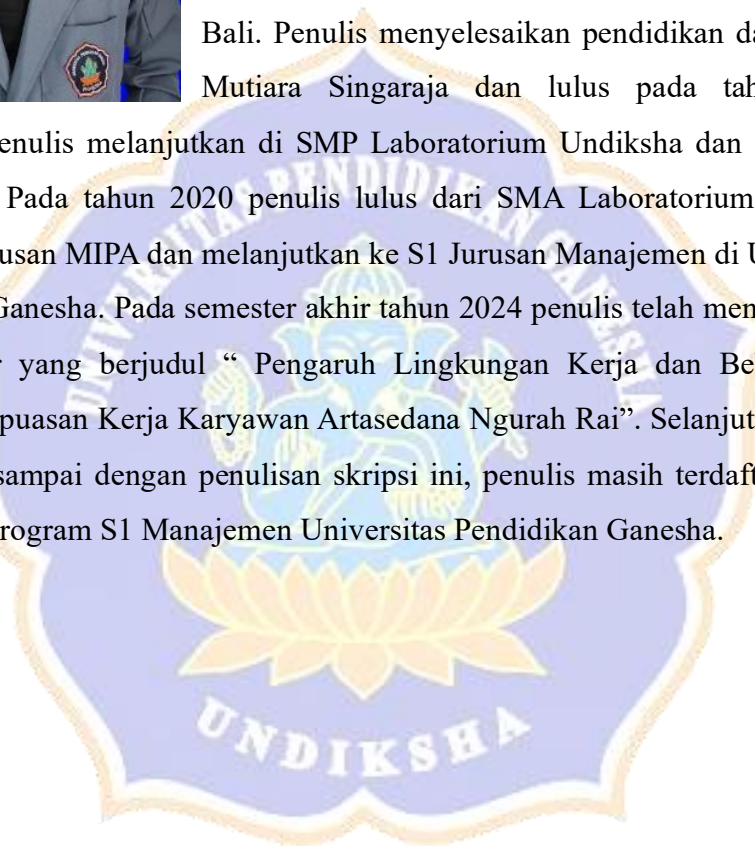 Bali. Penulis menyelesaikan pendidikan da
Mutiara Singaraja dan lulus pada tah
enulis melanjutkan di SMP Laboratorium Undiksha dan
Pada tahun 2020 penulis lulus dari SMA Laboratorium
usan MIPA dan melanjutkan ke S1 Jurusan Manajemen di U
Ganesha. Pada semester akhir tahun 2024 penulis telah men
r yang berjudul “ Pengaruh Lingkungan Kerja dan Be
puasan Kerja Karyawan Artasedana Ngurah Rai”. Selanjut
sampai dengan penulisan skripsi ini, penulis masih terdaft
rogram S1 Manajemen Universitas Pendidikan Ganesha.
UNIVERSITAS PENDIDIKAN GANESHA
UNDIKSHA